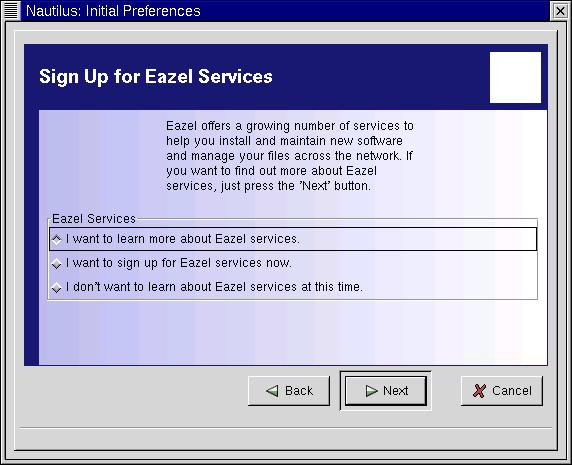 Nautilus: Initial Preferences
Sign Up for Eazel Services
Eazel offers a growing number of services to
help you install and maintain new software
and manage your files across the network. If
you want to find out more about Eazel
services, just press the 'Next' button.
Eazel Services
I want to learn more about Eazel services.
I want to sign up for Eazel services now.
I don't want to learn about Eazel services at this time.
Back
Next
Cancel